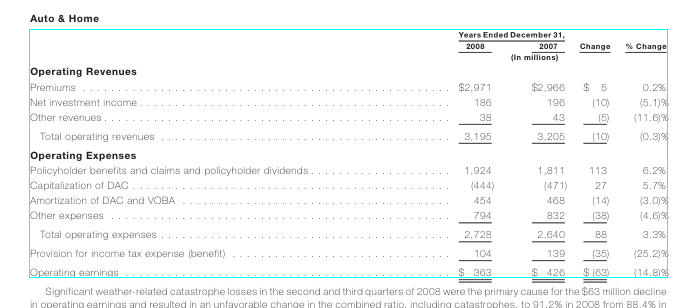 Auto & Home
Years Ended December 31,
2008 2007 Change % Change
(In millions)
Operating Revenues
Premiums . . . . . . . . . . . . . . . . . . . . $2,971 $2,966 $ 5 0.2%
Net investment income . . . . . . . . . . . . . . . . . . . . 186 196 (10) (5.1)%
Other revenues . . . . . . . . . . . . . . . . . . . . 38 43 (5) (11.6)%
Total operating revenues . . . . . . . . . . . . . . . . . . . . 3,195 3,205 (10) (0.3)%
Operating Expenses
Policyholder benefits and claims and policyholder dividends . . . . . . . . . . . . . . . . . . . . 1,924 1,811 113 6.2%
Capitalization of DAC . . . . . . . . . . . . . . . . . . . . (444) (471) 27 5.7%
Amortization of DAC and VOBA . . . . . . . . . . . . . . . . . . . . 454 468 (14) (3.0)%
Other expenses . . . . . . . . . . . . . . . . . . . . 794 832 (38) (4.6)%
Total operating expenses . . . . . . . . . . . . . . . . . . . . 2,728 2,640 88 3.3%
Provision for income tax expense (benefit) . . . . . . . . . . . . . . . . . . . . 104 139 (35) (25.2)%
Operating earnings . . . . . . . . . . . . . . . . . . . . $ 363 $ 426 $ (63) (14.8)%
Significant weather-related catastrophe losses in the second and third quarters of 2008 were the primary cause for the $63 million decline
in operating earnings and resulted in an unfavorable change in the combined ratio, including catastrophes, to 91.2% in 2008 from 88.4% in